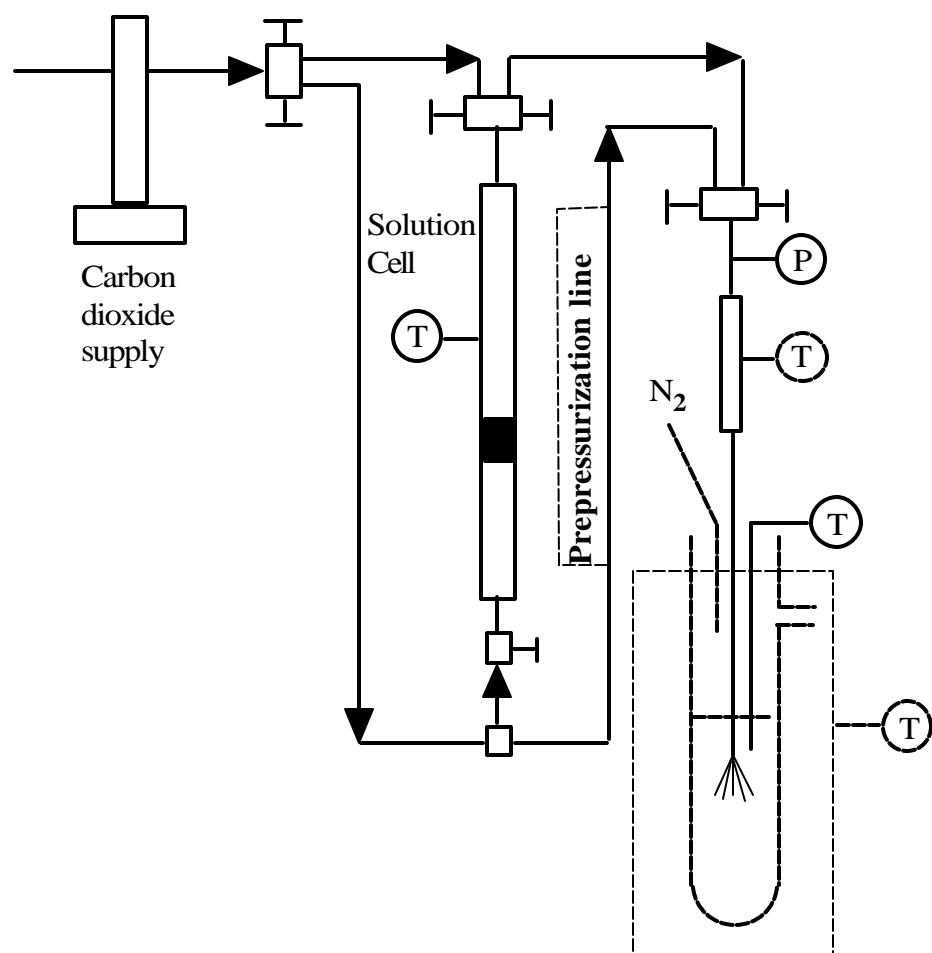 Solution
Cell
Carbon
dioxide
supply
T
Prepressurization line
P
T
N2
T
T